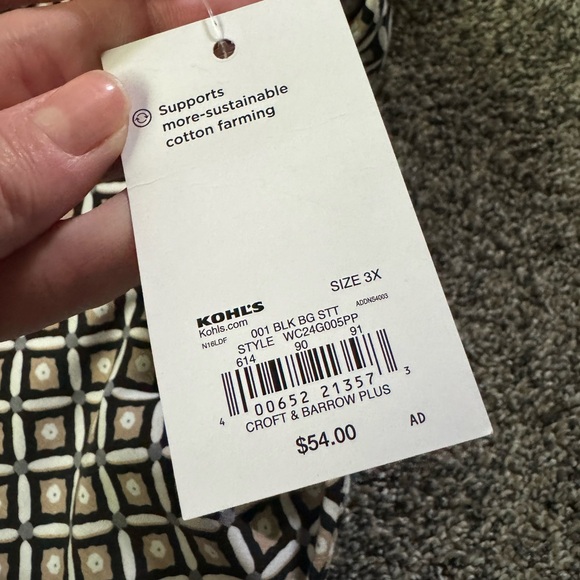 Supports
more-sustainable
cotton farming
SIZE 3X
KOHL'S
Kohls.com
ADDNS4003
N16LDF 001 BLK BG STT
STYLE WC24G005PP
614 90 91
4 00652 21357 3
CROFT & BARROW PLUS
$54.00 AD